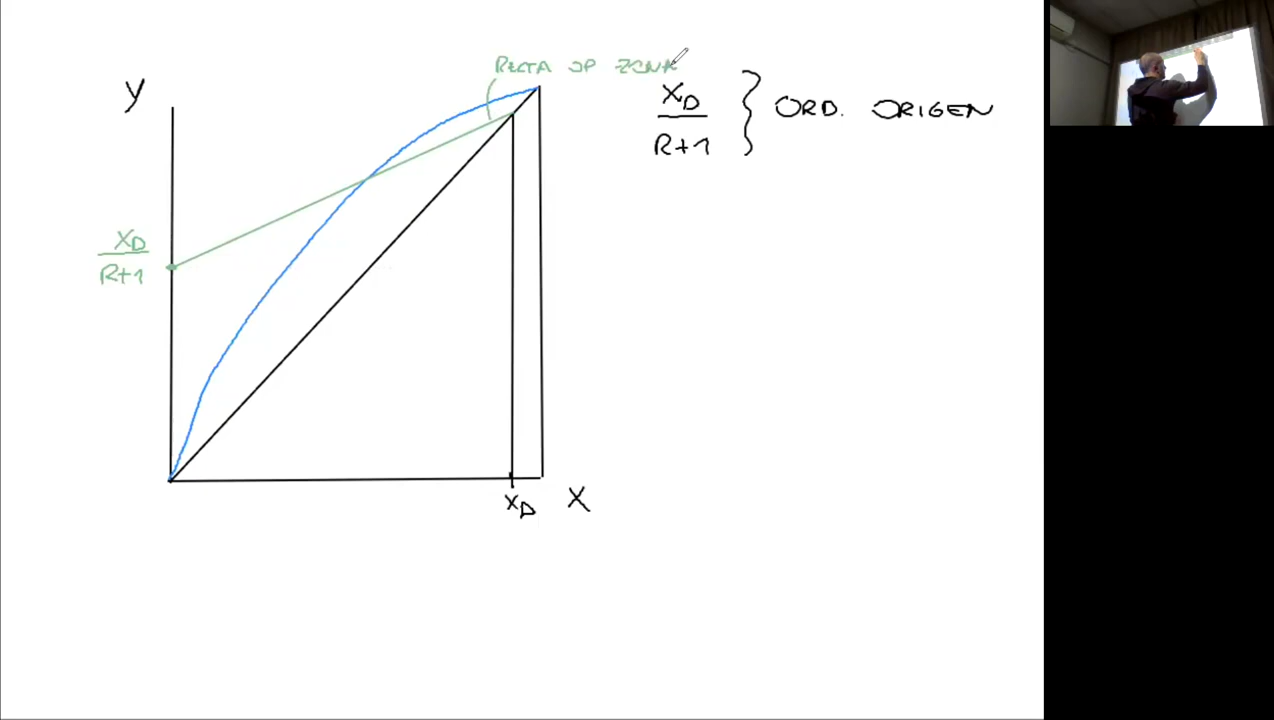 RECTA OP ZONA
y
X_D
R+1
} ORD. ORIGEN
X_D
R+1
X_D
X